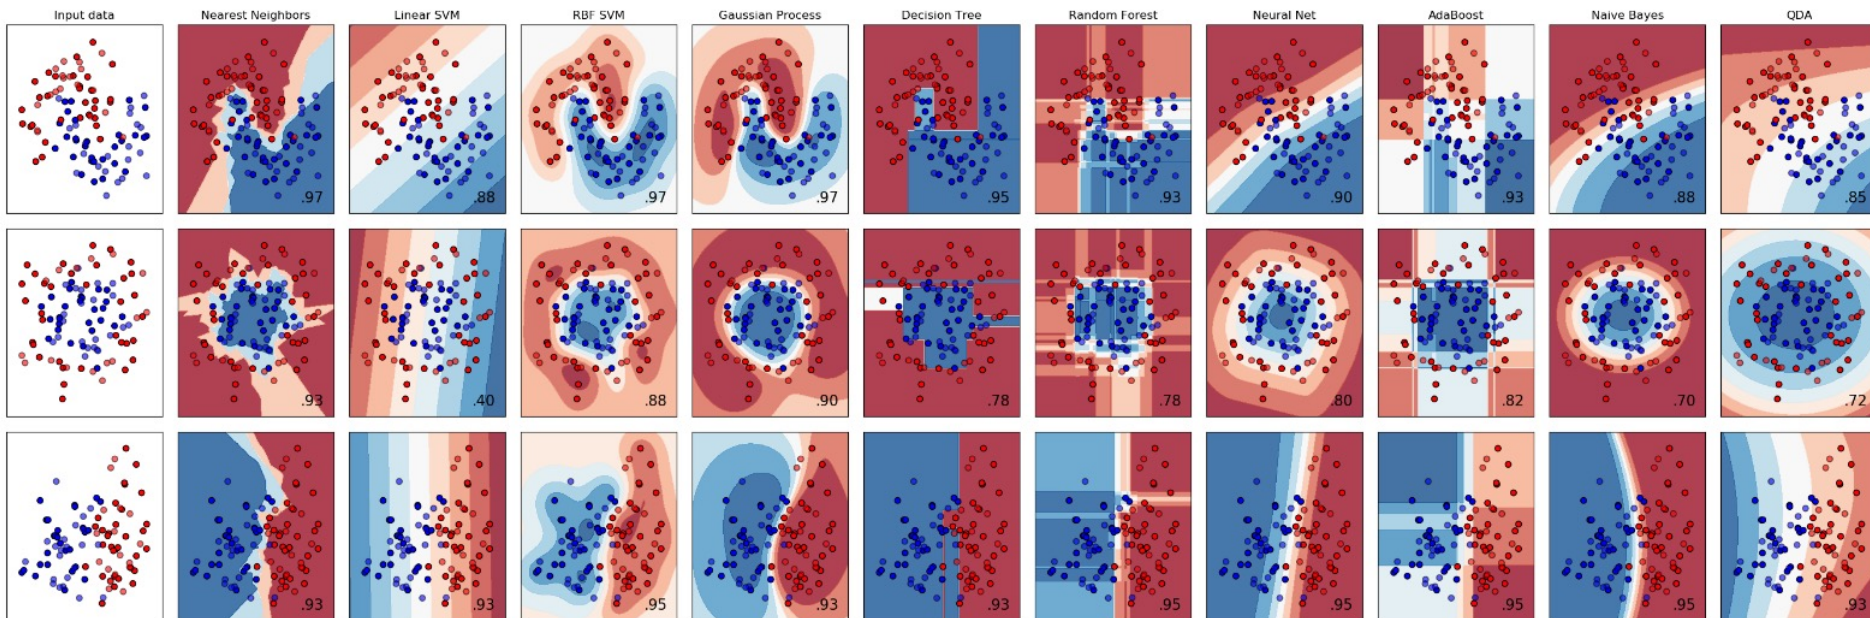 Input data Nearest Neighbors Linear SVM RBF SVM Gaussian Process Decision Tree Random Forest Neural Net AdaBoost Naive Bayes QDA
.97 .88 .97 .97 .95 .93 .90 .93 .88 .85
.93 .40 .88 .90 .78 .78 .80 .82 .70 .72
.93 .93 .95 .93 .93 .95 .95 .95 .95 .93